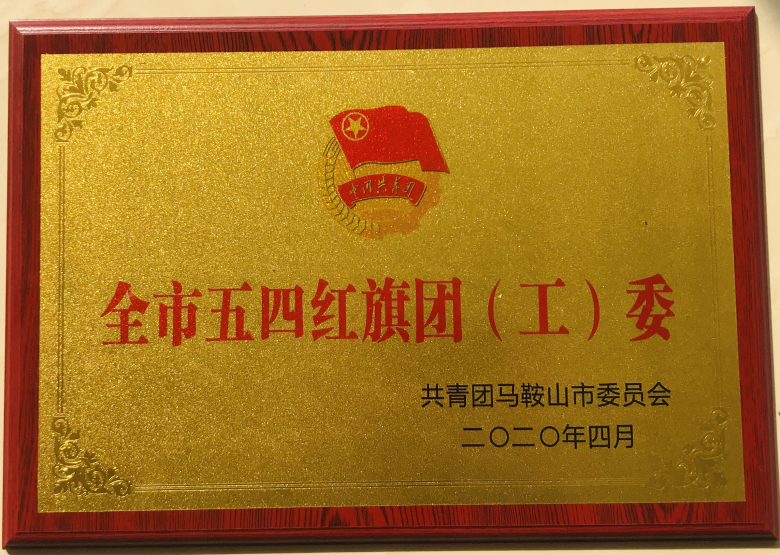 中国共青团
全市五四红旗团（工）委
共青团马鞍山市委员会
二〇二〇年四月